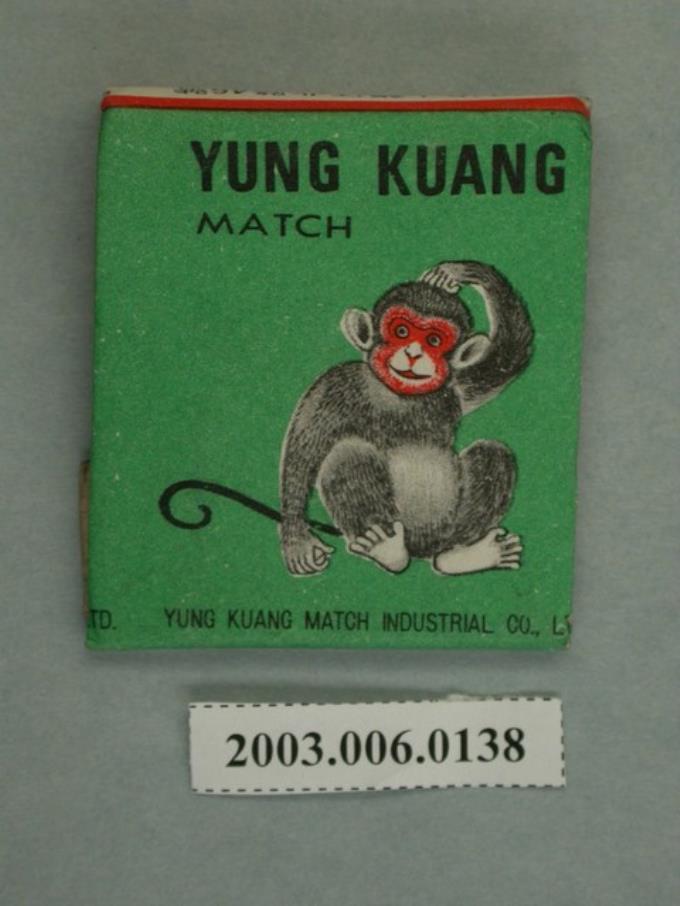 YUNG KUANG
MATCH
TD. YUNG KUANG MATCH INDUSTRIAL CO., L
2003.006.0138